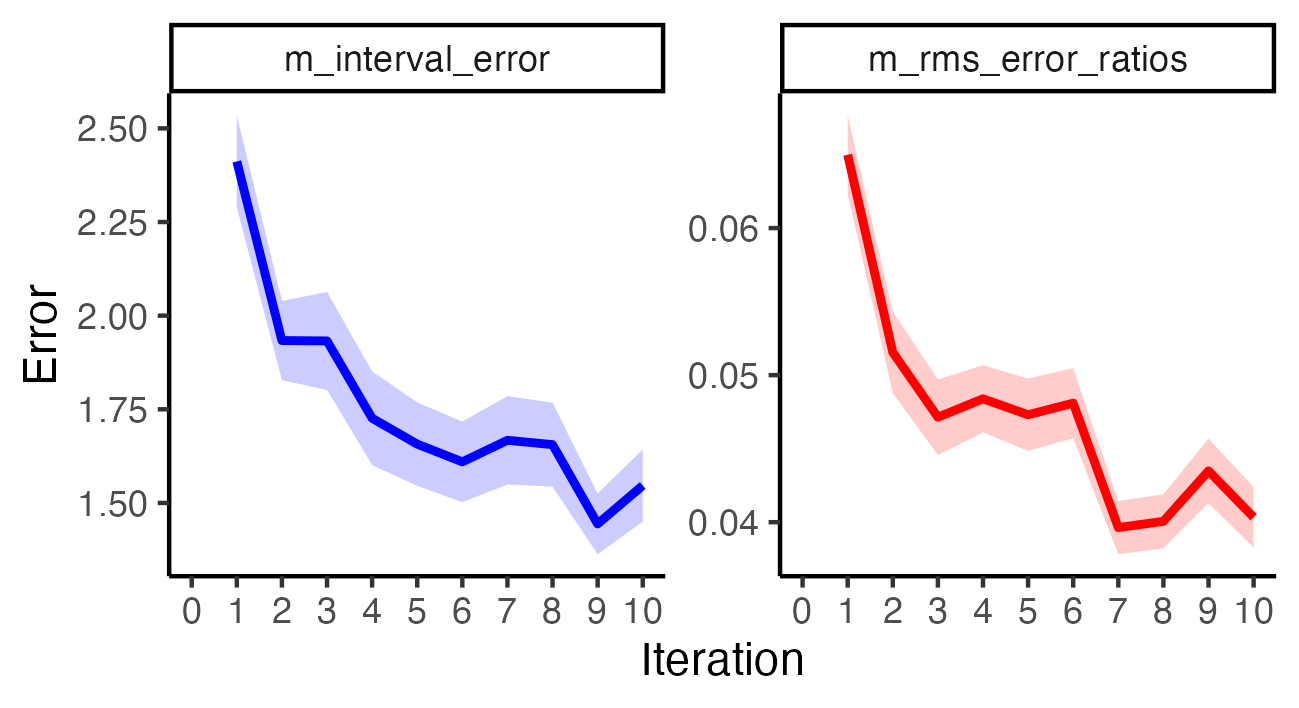 m_interval_error
m_rms_error_ratios
Error
2.50
2.25
2.00
1.75
1.50
0.06
0.05
0.04
0 1 2 3 4 5 6 7 8 9 10
0 1 2 3 4 5 6 7 8 9 10
Iteration